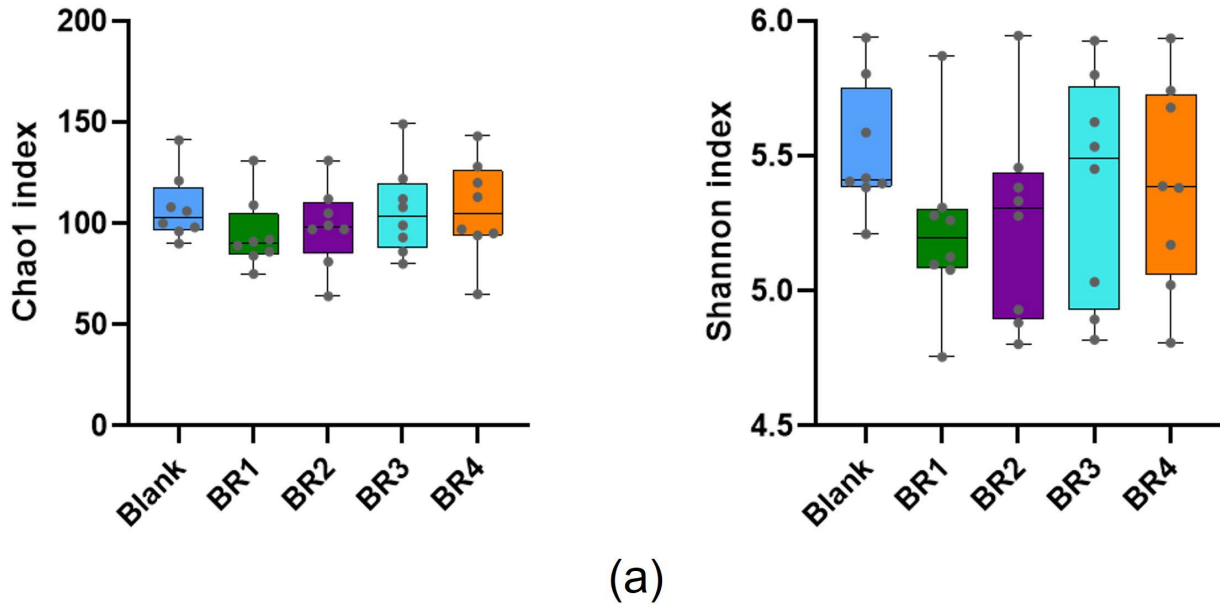 Chao1 index
200
150
100
50
0
Blank
BR1
BR2
BR3
BR4
Shannon index
6.0
5.5
5.0
4.5
Blank
BR1
BR2
BR3
BR4
(a)